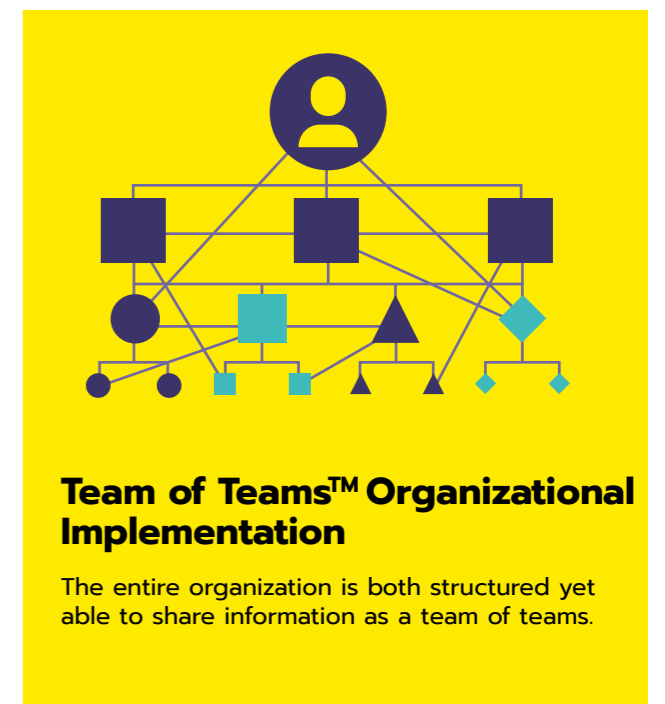 Team of Teams™ Organizational
Implementation
The entire organization is both structured yet
able to share information as a team of teams.